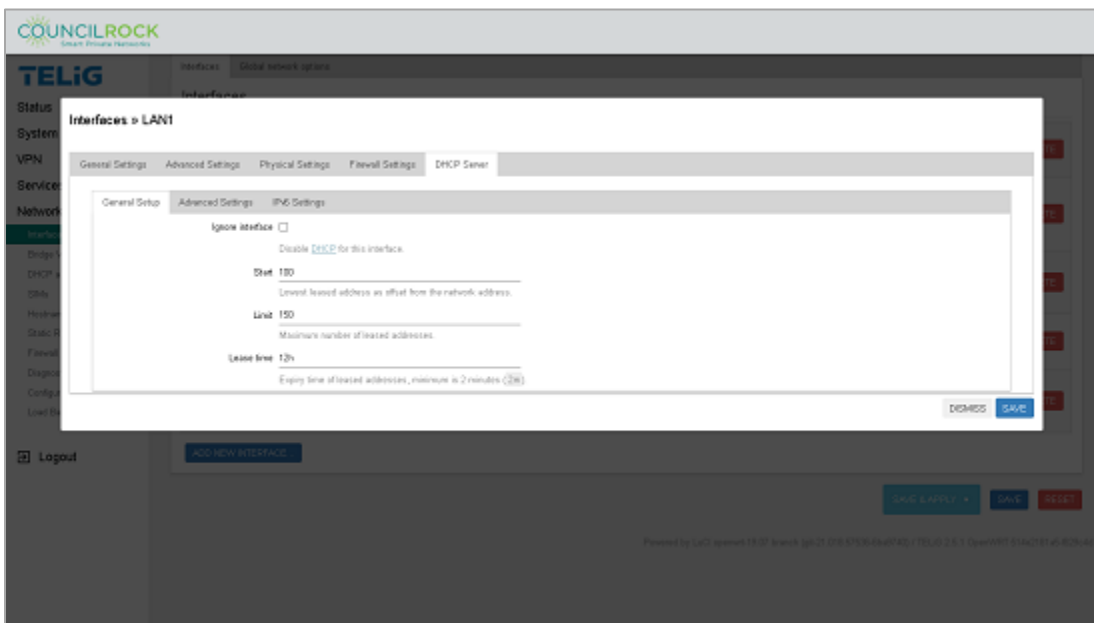 COUNCILROCK
Smart Private Networks
TELiG
Interfaces Global network options
Interfaces
Status
System
VPN
Services
Network
Interfaces » LAN1
General Settings Advanced Settings Physical Settings Firewall Settings DHCP Server
General Setup Advanced Settings IPv6 Settings
Ignore interface
Disable DHCP for this interface.
Start 100
Lowest leased address as offset from the network address.
Limit 150
Maximum number of leased addresses.
Lease time 12h
Expiry time of leased addresses, minimum is 2 minutes (2m)
DISMISS SAVE
Logout
ADD NEW INTERFACE...
SAVE & APPLY SAVE RESET